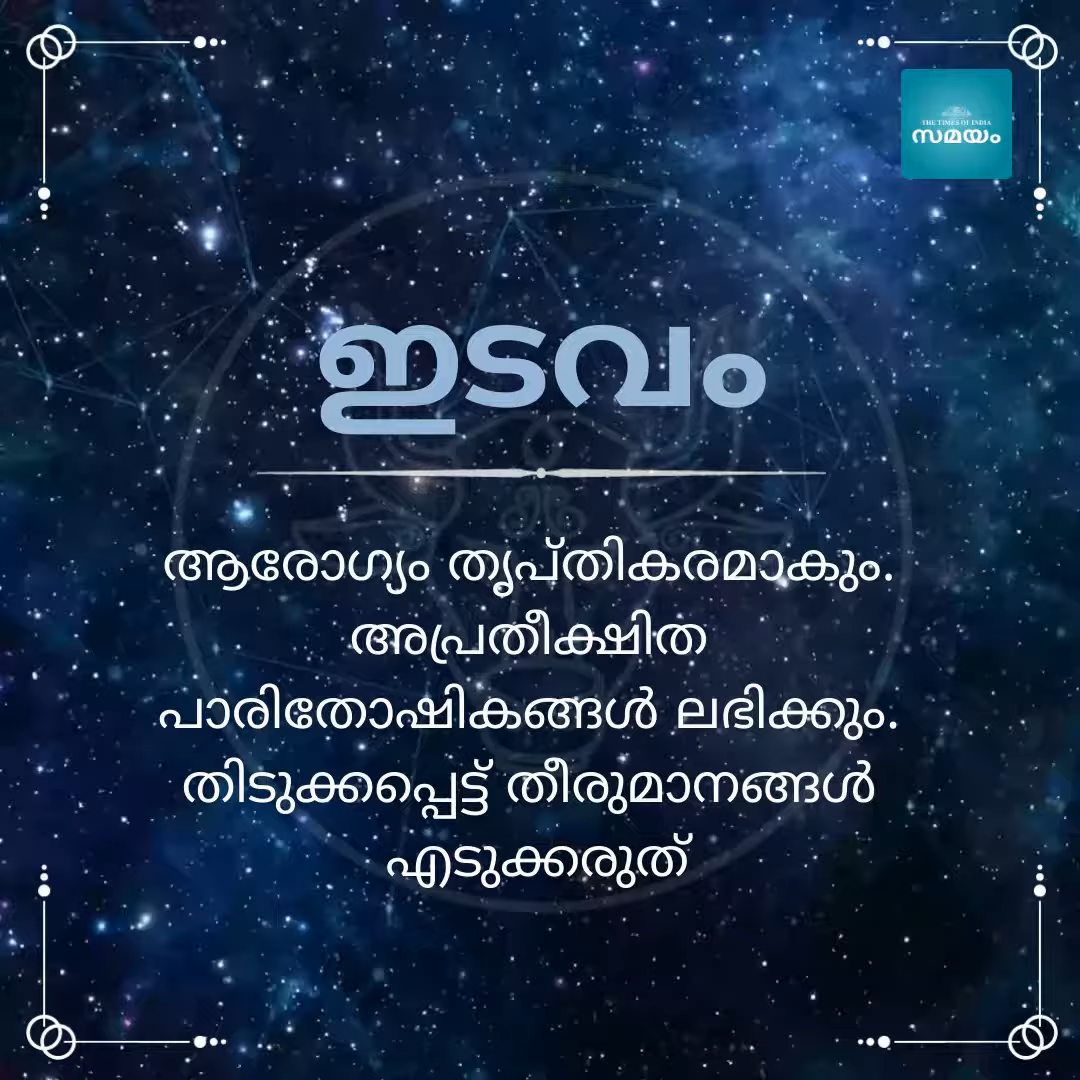 THE TIMES OF INDIA
സമയം
ഇടവം
ആരോഗ്യം തൃപ്തികരമാകും.
അപ്രതീക്ഷിത
പാരിതോഷികങ്ങൾ ലഭിക്കും.
തിടുക്കപ്പെട്ട് തീരുമാനങ്ങൾ
എടുക്കരുത്